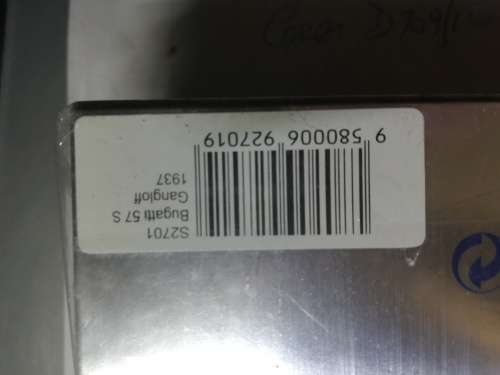 S2701
Bugatti 57 S
Gangloff
1937
9 580006 927019